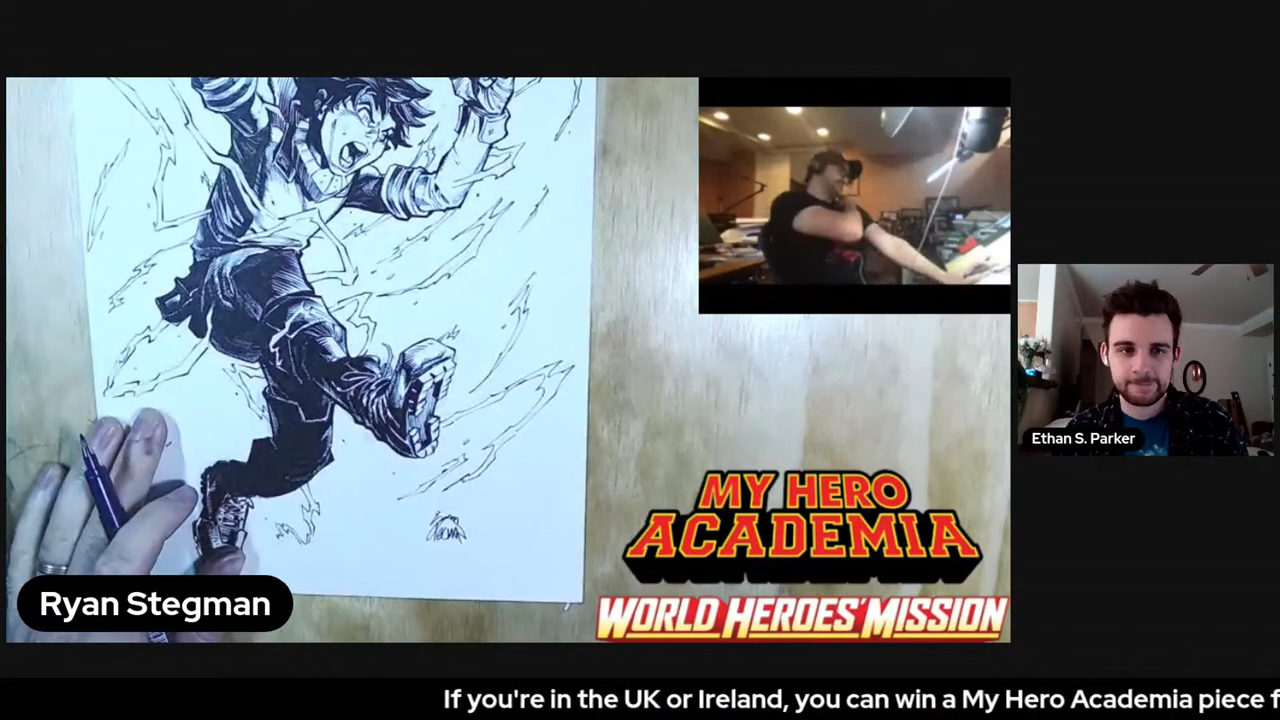 Ethan S. Parker
MY HERO
ACADEMIA
Ryan Stegman
WORLD HEROES' MISSION
If you're in the UK or Ireland, you can win a My Hero Academia piece f